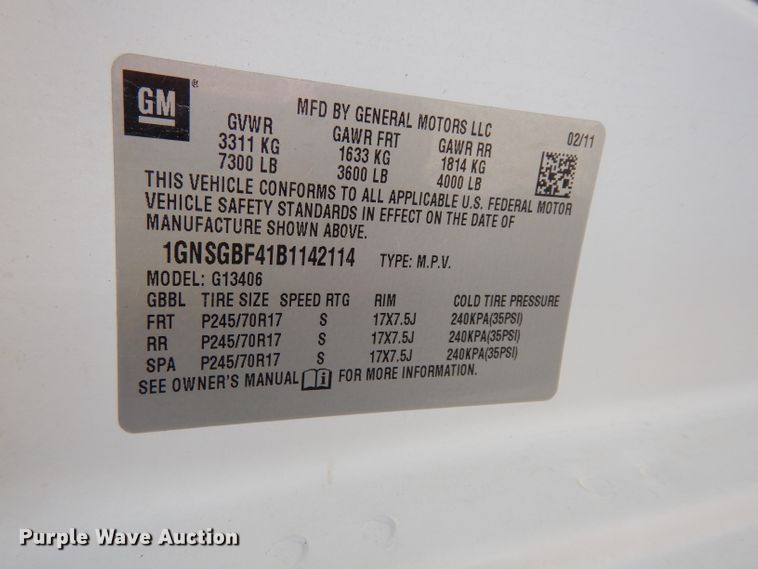 GM ®
MFD BY GENERAL MOTORS LLC
02/11
GVWR GAWR FRT GAWR RR
3311 KG 1633 KG 1814 KG
7300 LB 3600 LB 4000 LB
THIS VEHICLE CONFORMS TO ALL APPLICABLE U.S. FEDERAL MOTOR
VEHICLE SAFETY STANDARDS IN EFFECT ON THE DATE OF
MANUFACTURE SHOWN ABOVE.
1GNSGBF41B1142114 TYPE: M.P.V.
MODEL: G13406
GBBL TIRE SIZE SPEED RTG RIM COLD TIRE PRESSURE
FRT P245/70R17 S 17X7.5J 240KPA(35PSI)
RR P245/70R17 S 17X7.5J 240KPA(35PSI)
SPA P245/70R17 S 17X7.5J 240KPA(35PSI)
SEE OWNER'S MANUAL FOR MORE INFORMATION.
Purple Wave Auction